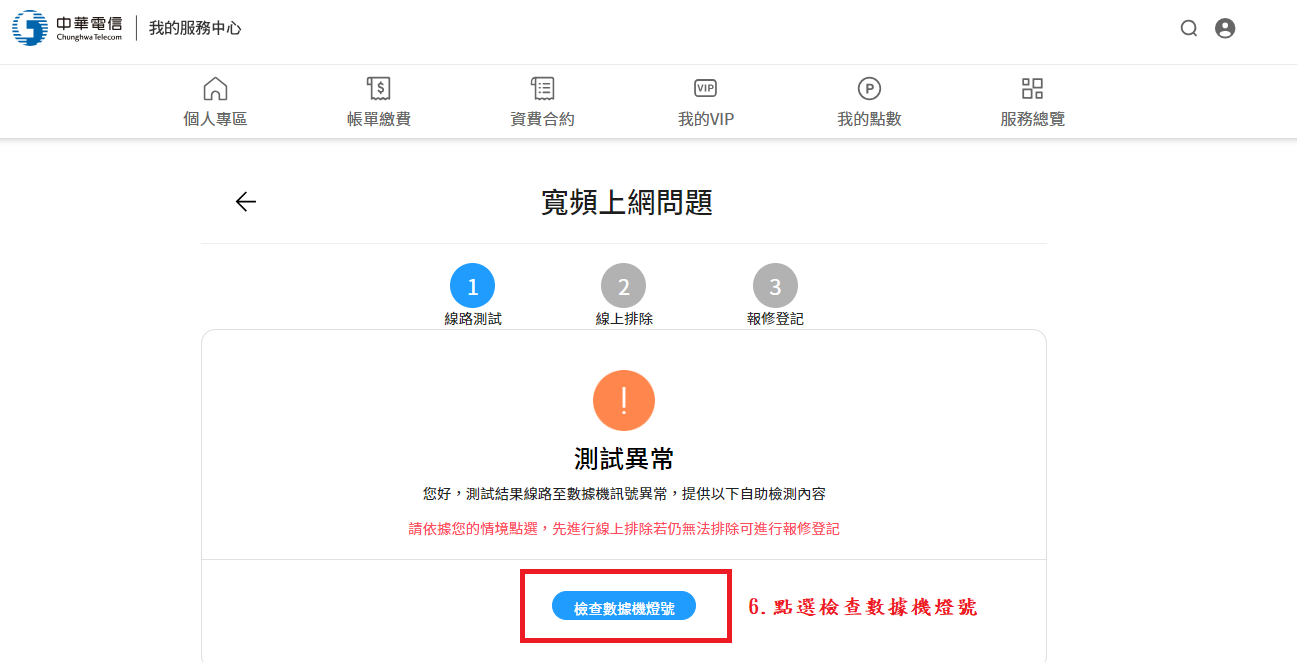 中華電信
Chunghwa Telecom
我的服務中心
個人專區
帳單繳費
資費合約
VIP
我的VIP
P
我的點數
服務總覽
寬頻上網問題
1
2
3
線路測試
線上排除
報修登記
測試異常
您好，測試結果線路至數據機訊號異常，提供以下自助檢測內容
請依據您的情境點選，先進行線上排除若仍無法排除可進行報修登記
檢查數據機燈號
6.點選檢查數據機燈號